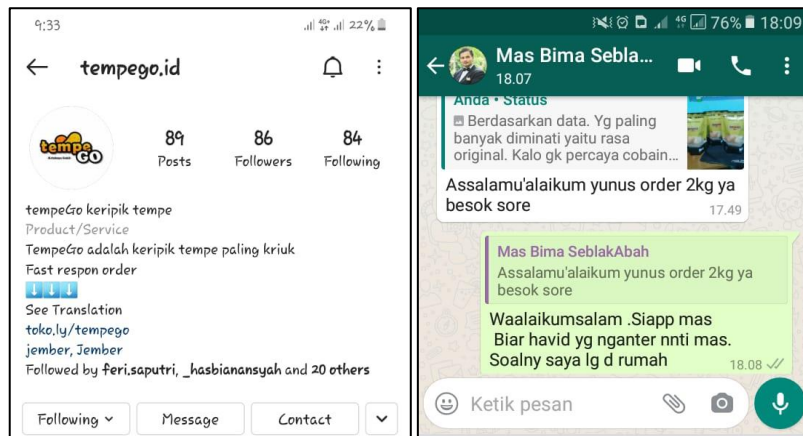 9:33
4G+
22%
tempego.id
tempe
GO
89
86
84
Posts
Followers
Following
tempeGo keripik tempe
Product/Service
TempeGo adalah keripik tempe paling kriuk
Fast respon order
↓↓↓
See Translation
toko.ly/tempego
jember, Jember
Followed by feri.saputri, _hasbianansyah and 20 others
Following
Message
Contact
4G 76% 18:09
Mas Bima Sebla...
18.07
Anda • Status
Berdasarkan data. Yg paling
banyak diminati yaitu rasa
original. Kalo gk percaya cobain...
Assalamu'alaikum yunus order 2kg ya
besok sore
17.49
Mas Bima SeblakAbah
Assalamu'alaikum yunus order 2kg ya
besok sore
Waalaikumsalam .Siapp mas
Biar havid yg nganter nnti mas.
Soalny saya lg d rumah
18.08
Ketik pesan